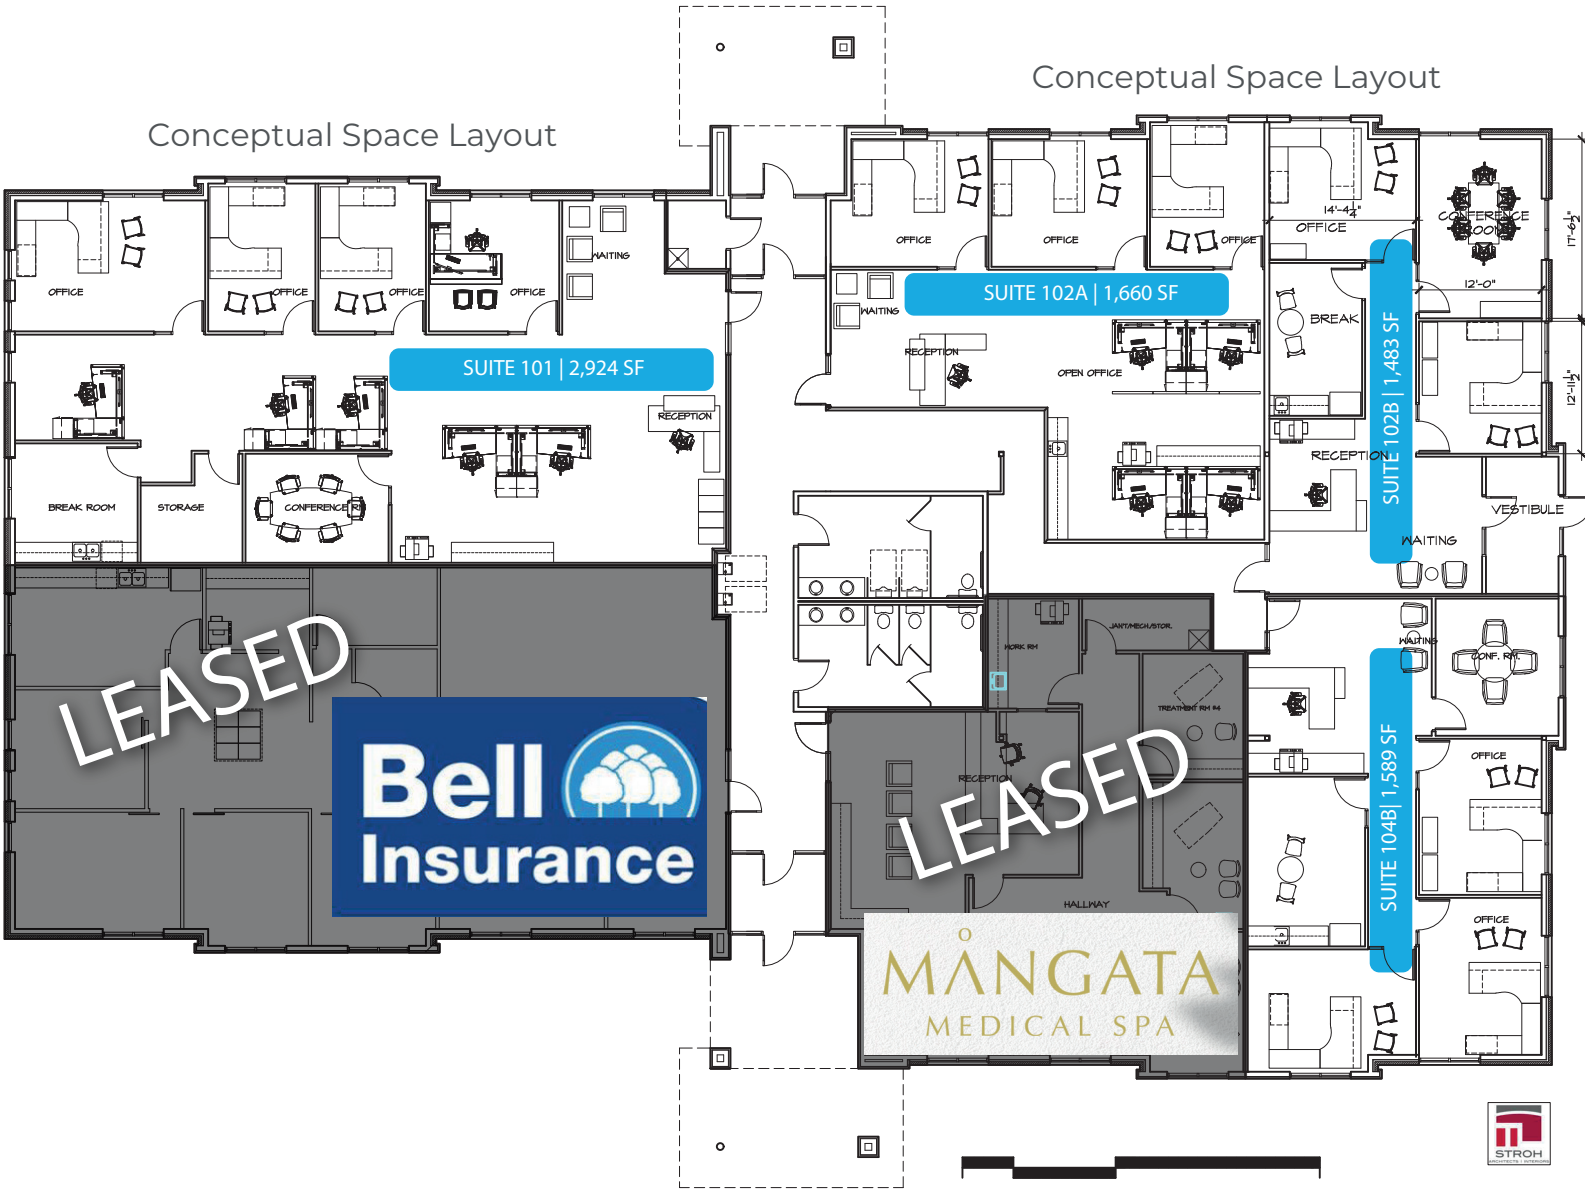 Conceptual Space Layout
Conceptual Space Layout
OFFICE
OFFICE
OFFICE
OFFICE
WAITING
SUITE 101 | 2,924 SF
RECEPTION
BREAK ROOM
STORAGE
CONFERENCE RM
OFFICE
OFFICE
OFFICE
14'-4¼"
OFFICE
CONFERENCE
ROOM
17'-6½"
12'-0"
SUITE 102A | 1,660 SF
WAITING
RECEPTION
OPEN OFFICE
BREAK
SUITE 102B | 1,483 SF
12'-11½"
RECEPTION
VESTIBULE
WAITING
LEASED
Bell
Insurance
WORK RM
JANT/MECH/STOR.
TREATMENT RM #4
RECEPTION
LEASED
HALLWAY
MÅNGATA
MEDICAL SPA
WAITING
CONF. RM.
SUITE 104B| 1,589 SF
OFFICE
OFFICE
STROH
ARCHITECTS | INTERIORS